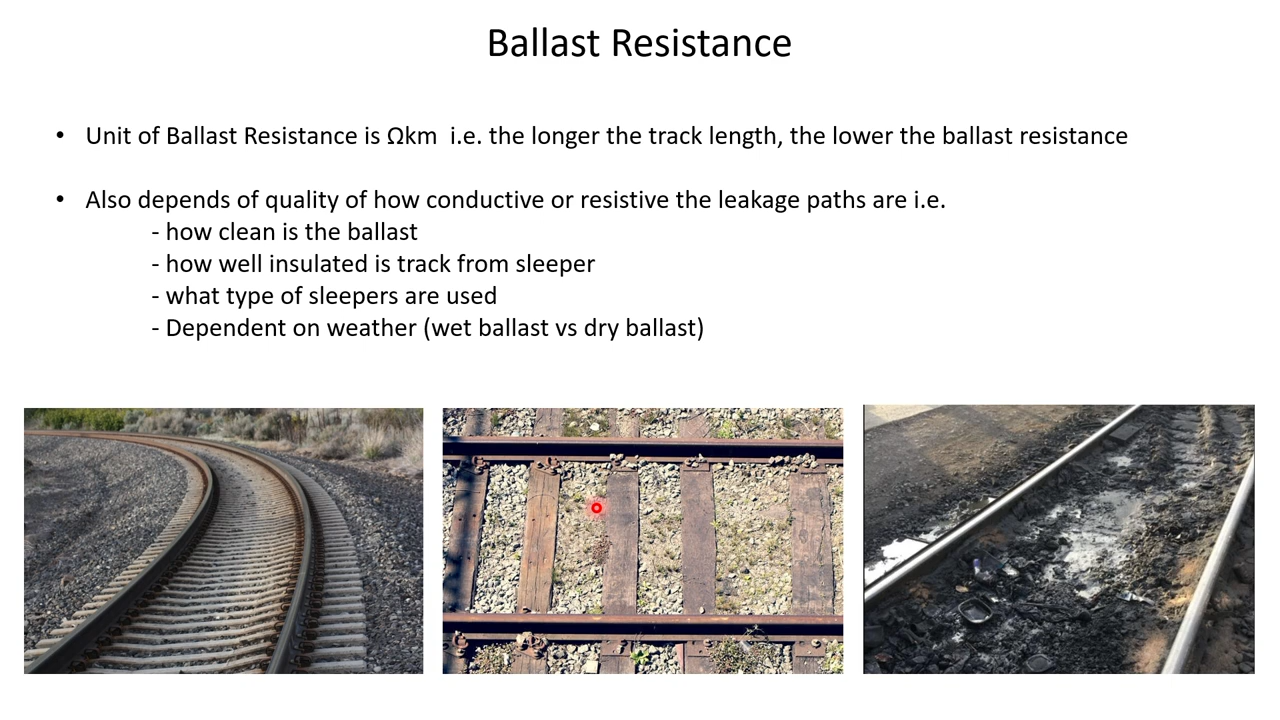 Ballast Resistance
• Unit of Ballast Resistance is Ωkm  i.e. the longer the track length, the lower the ballast resistance
• Also depends of quality of how conductive or resistive the leakage paths are i.e.
- how clean is the ballast
- how well insulated is track from sleeper
- what type of sleepers are used
- Dependent on weather (wet ballast vs dry ballast)